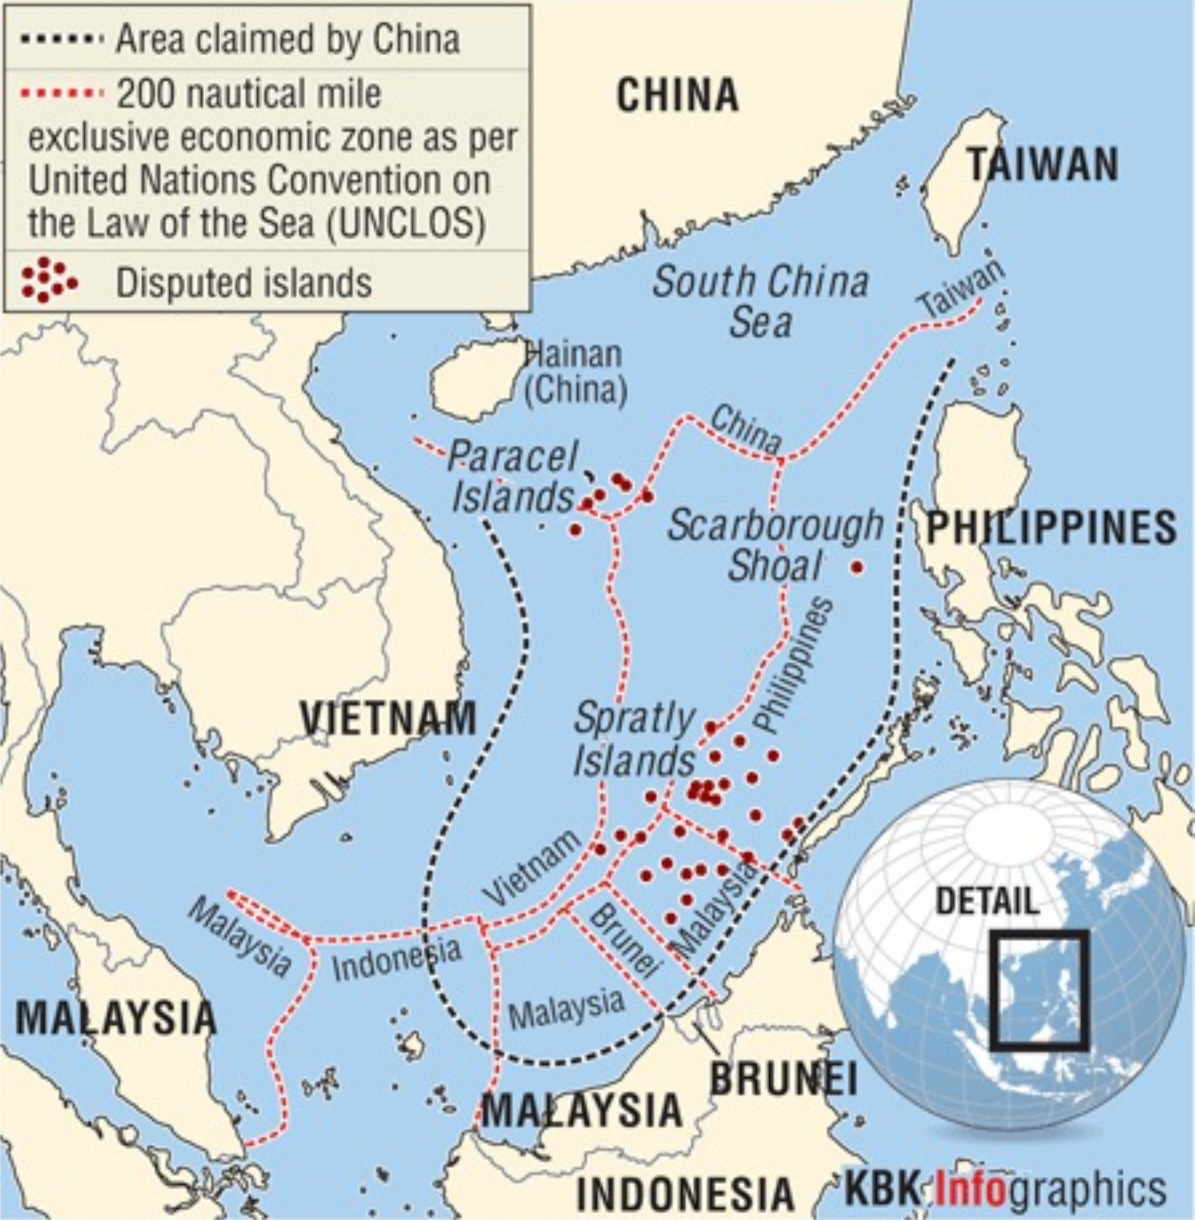 Area claimed by China
200 nautical mile
exclusive economic zone as per
United Nations Convention on
the Law of the Sea (UNCLOS)
Disputed islands
CHINA
TAIWAN
South China
Sea
Taiwan
Hainan
(China)
China
Paracel
Islands
Scarborough
Shoal
PHILIPPINES
Philippines
VIETNAM
Spratly
Islands
Vietnam
Malaysia
Malaysia
Indonesia
Brunei
Malaysia
DETAIL
MALAYSIA
BRUNEI
MALAYSIA
INDONESIA
KBK Infographics